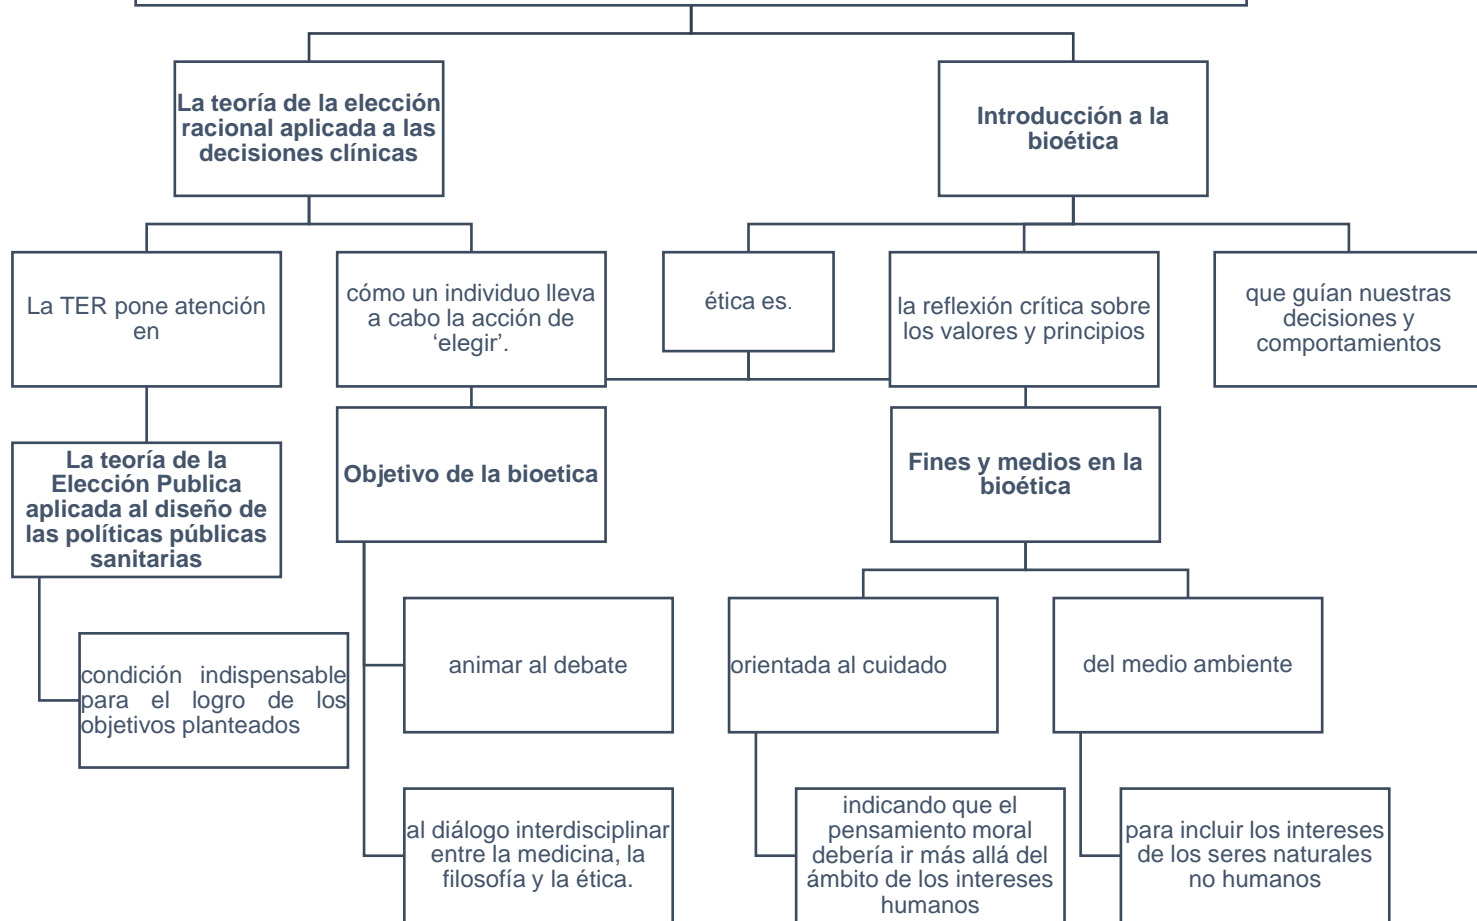 La teoría de la elección
racional aplicada a las
decisiones clínicas
Introducción a la
bioética
La TER pone atención
en
cómo un individuo lleva
a cabo la acción de
‘elegir’.
ética es.
la reflexión crítica sobre
los valores y principios
que guían nuestras
decisiones y
comportamientos
La teoría de la
Elección Publica
aplicada al diseño de
las políticas públicas
sanitarias
Objetivo de la bioetica
Fines y medios en la
bioética
condición indispensable
para el logro de los
objetivos planteados
animar al debate
orientada al cuidado
del medio ambiente
al diálogo interdisciplinar
entre la medicina, la
filosofía y la ética.
indicando que el
pensamiento moral
debería ir más allá del
ámbito de los intereses
humanos
para incluir los intereses
de los seres naturales
no humanos